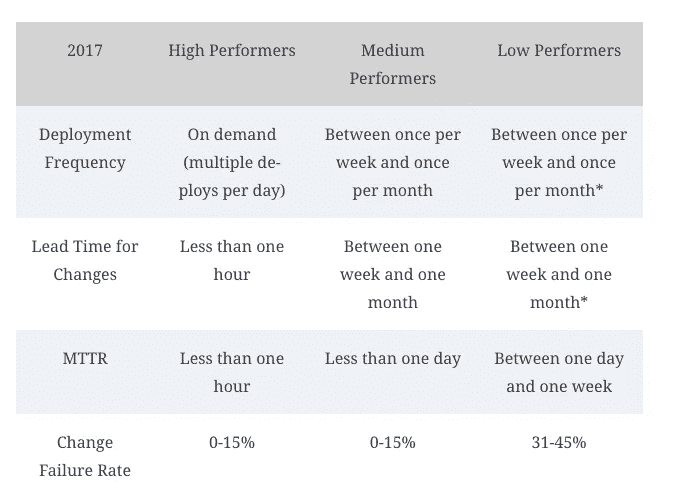 2017 High Performers Medium Performers Low Performers
Deployment Frequency On demand (multiple de-ploys per day) Between once per week and once per month Between once per week and once per month*
Lead Time for Changes Less than one hour Between one week and one month Between one week and one month*
MTTR Less than one hour Less than one day Between one day and one week
Change Failure Rate 0-15% 0-15% 31-45%